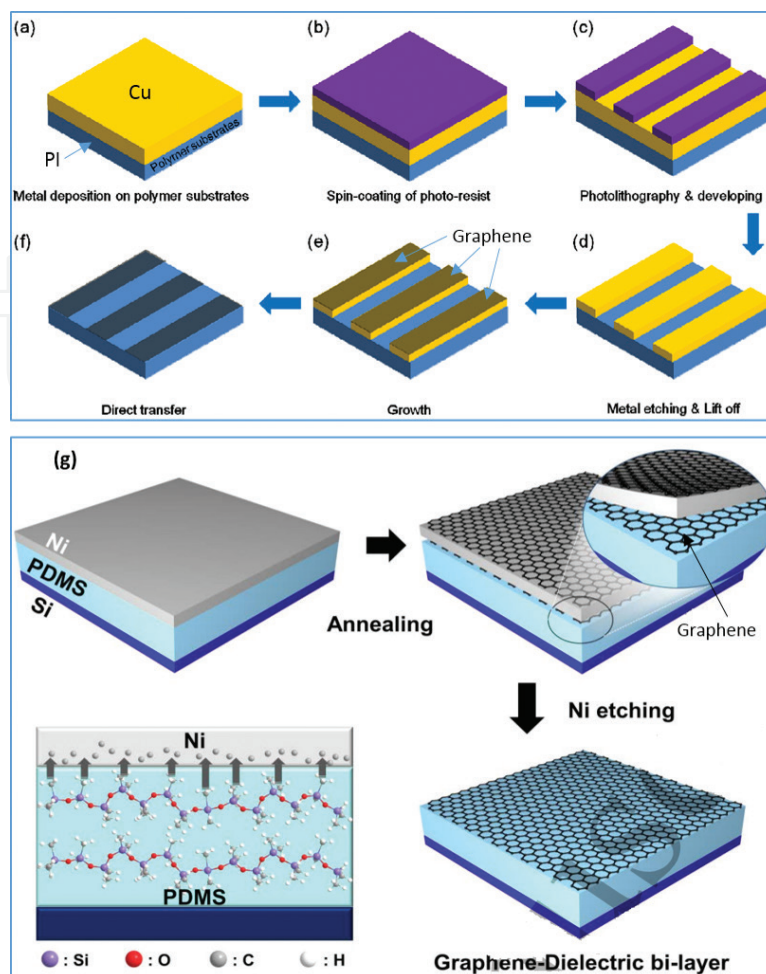 (a)
(b)
(c)
Cu
PI
Polymer substrates
Metal deposition on polymer substrates
Spin-coating of photo-resist
Photolithography & developing
(f)
(e)
Graphene
(d)
Direct transfer
Growth
Metal etching & Lift off
(g)
Ni
PDMS
Si
Annealing
Graphene
Ni etching
Ni
PDMS
: Si : O : C : H
Graphene-Dielectric bi-layer